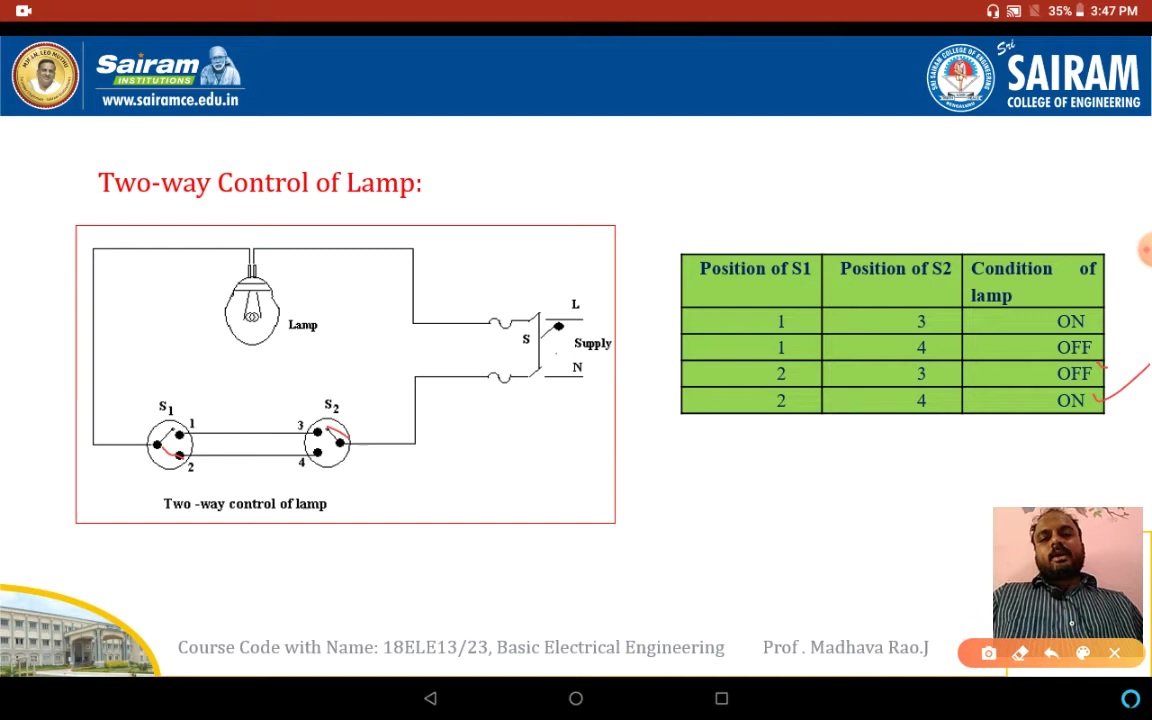 35% 3:47 PM
Sairam
INSTITUTIONS
www.sairamce.edu.in
Sri
SAIRAM
COLLEGE OF ENGINEERING
Two-way Control of Lamp:
Lamp
L
S
Supply
N
S1
S2
1
3
2
4
Two -way control of lamp
Position of S1 Position of S2 Condition of lamp
1 3 ON
1 4 OFF
2 3 OFF
2 4 ON
Course Code with Name: 18ELE13/23, Basic Electrical Engineering Prof . Madhava Rao.J